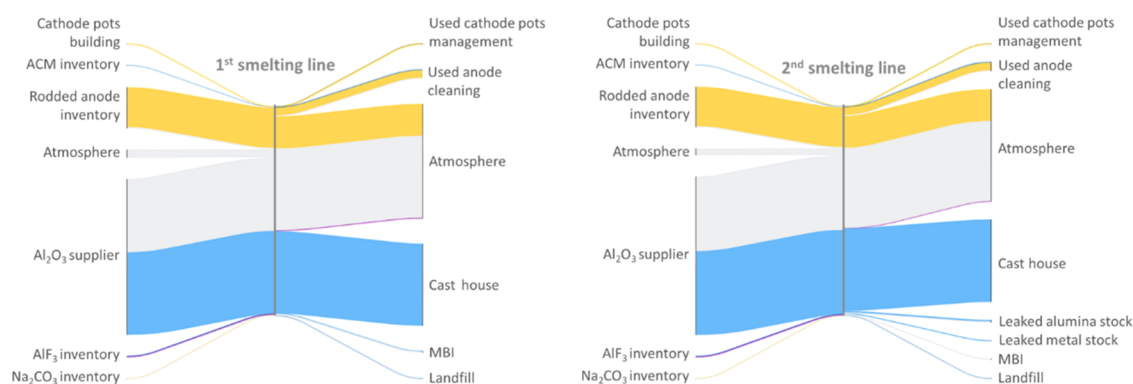 Cathode pots
building
ACM inventory
Rodded anode
inventory
Atmosphere
Al₂O₃ supplier
AlF₃ inventory
Na₂CO₃ inventory
1ˢᵗ smelting line
Used cathode pots
management
Used anode
cleaning
Atmosphere
Cast house
MBI
Landfill
Cathode pots
building
ACM inventory
Rodded anode
inventory
Atmosphere
Al₂O₃ supplier
AlF₃ inventory
Na₂CO₃ inventory
2ⁿᵈ smelting line
Used cathode pots
management
Used anode
cleaning
Atmosphere
Cast house
Leaked alumina stock
Leaked metal stock
MBI
Landfill